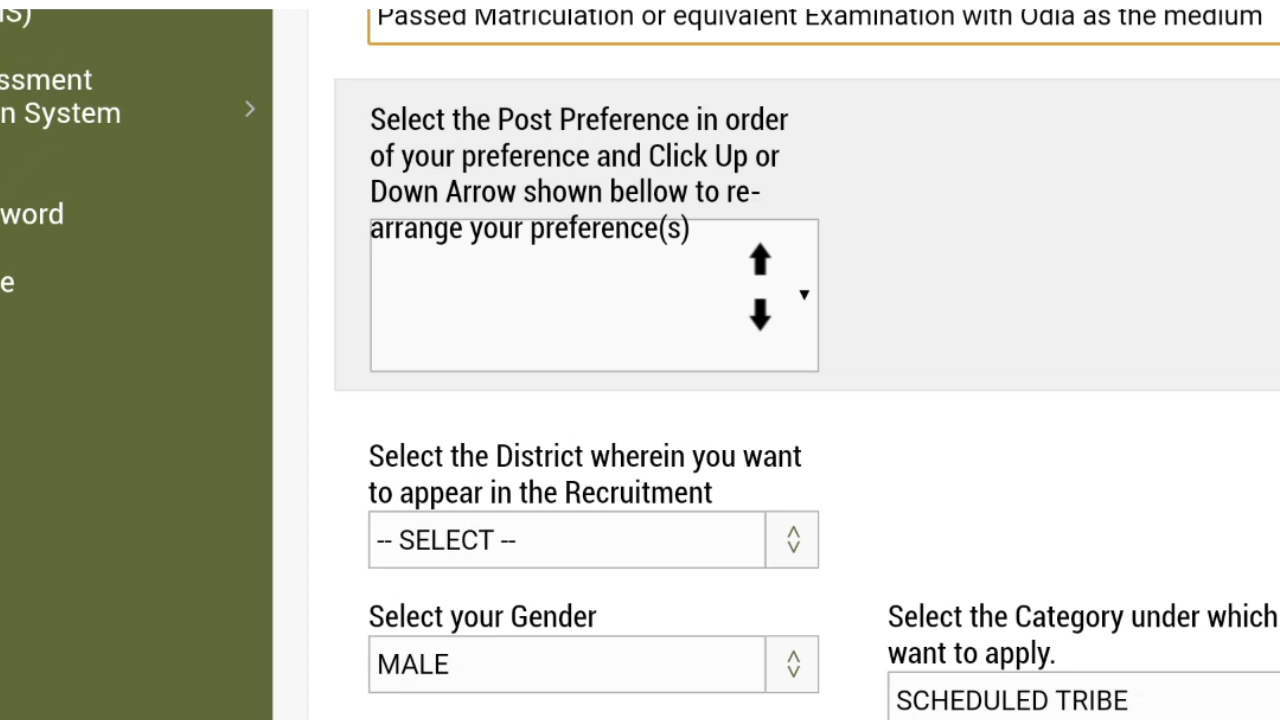 Passed Matriculation or equivalent Examination with Odia as the medium
ssment
n System
word
e
Select the Post Preference in order
of your preference and Click Up or
Down Arrow shown bellow to re-
arrange your preference(s)
Select the District wherein you want
to appear in the Recruitment
-- SELECT --
Select your Gender
MALE
Select the Category under which
want to apply.
SCHEDULED TRIBE